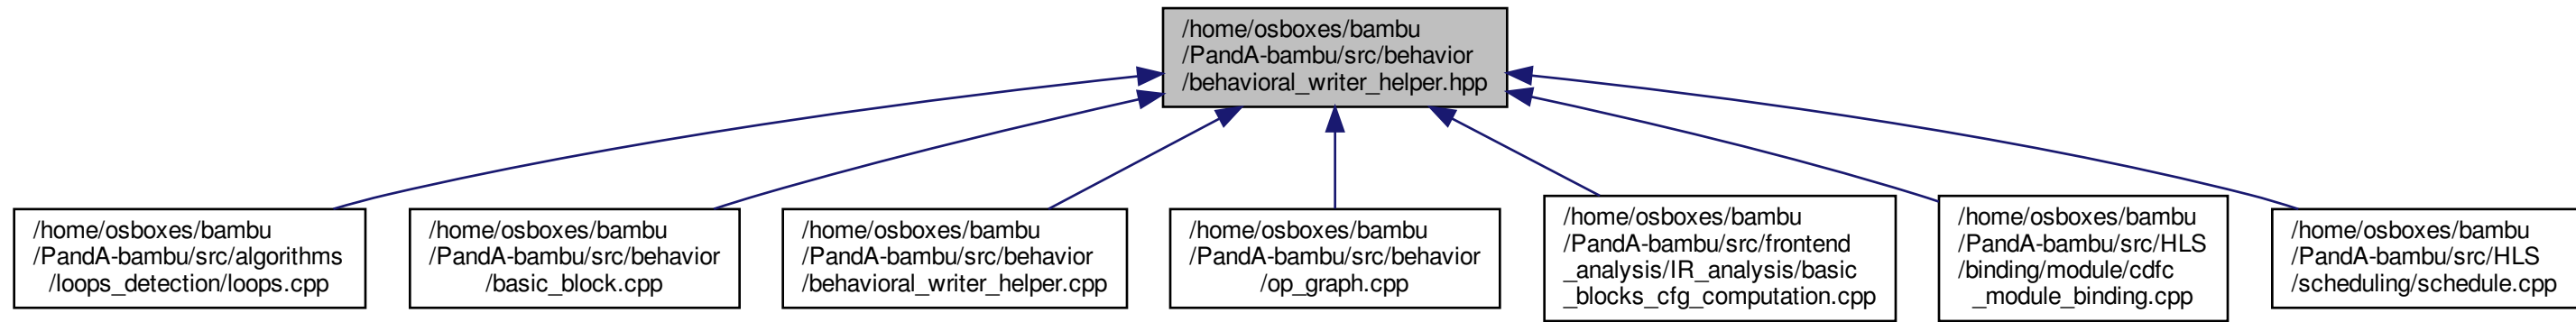 /home/osboxes/bambu
/PandA-bambu/src/behavior
/behavioral_writer_helper.hpp
/home/osboxes/bambu
/PandA-bambu/src/algorithms
/loops_detection/loops.cpp
/home/osboxes/bambu
/PandA-bambu/src/behavior
/basic_block.cpp
/home/osboxes/bambu
/PandA-bambu/src/behavior
/behavioral_writer_helper.cpp
/home/osboxes/bambu
/PandA-bambu/src/behavior
/op_graph.cpp
/home/osboxes/bambu
/PandA-bambu/src/frontend
_analysis/IR_analysis/basic
_blocks_cfg_computation.cpp
/home/osboxes/bambu
/PandA-bambu/src/HLS
/binding/module/cdfc
_module_binding.cpp
/home/osboxes/bambu
/PandA-bambu/src/HLS
/scheduling/schedule.cpp